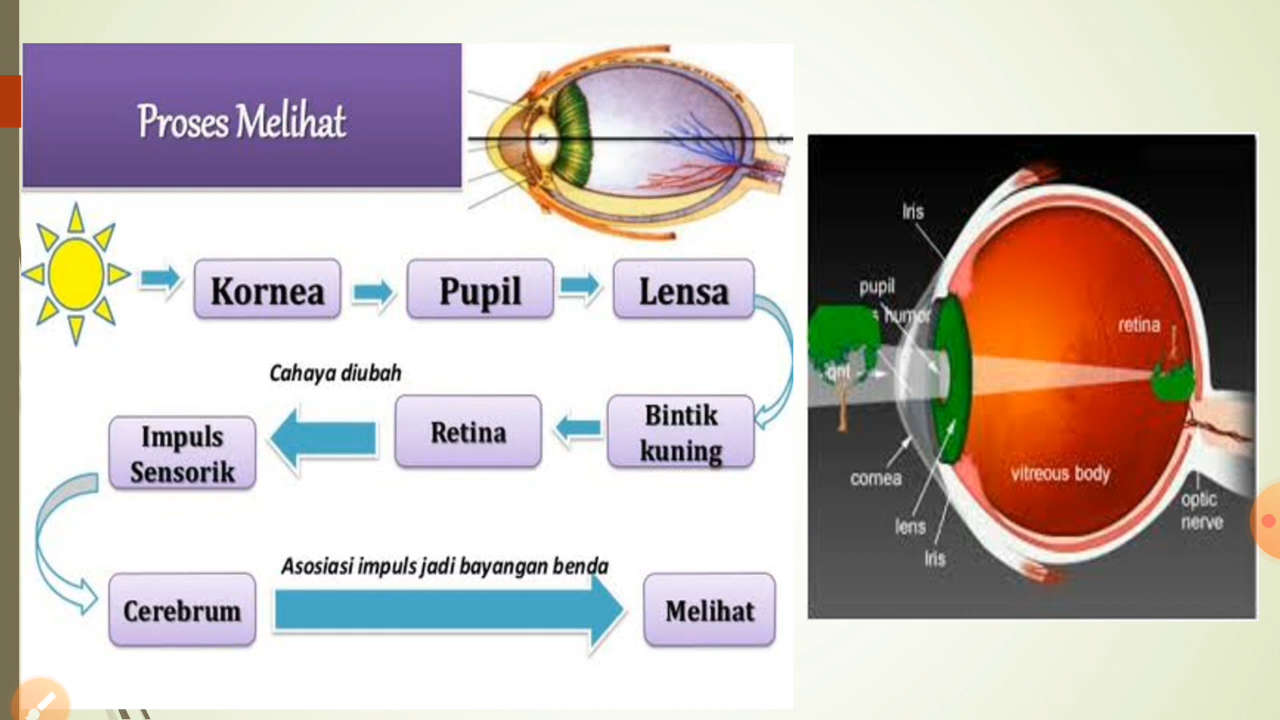 Proses Melihat
Kornea
Pupil
Lensa
Cahaya diubah
Bintik
kuning
Retina
Impuls
Sensorik
Asosiasi impuls jadi bayangan benda
Cerebrum
Melihat
Iris
pupil
humor
retina
cornea
vitreous body
lens
Iris
optic
nerve